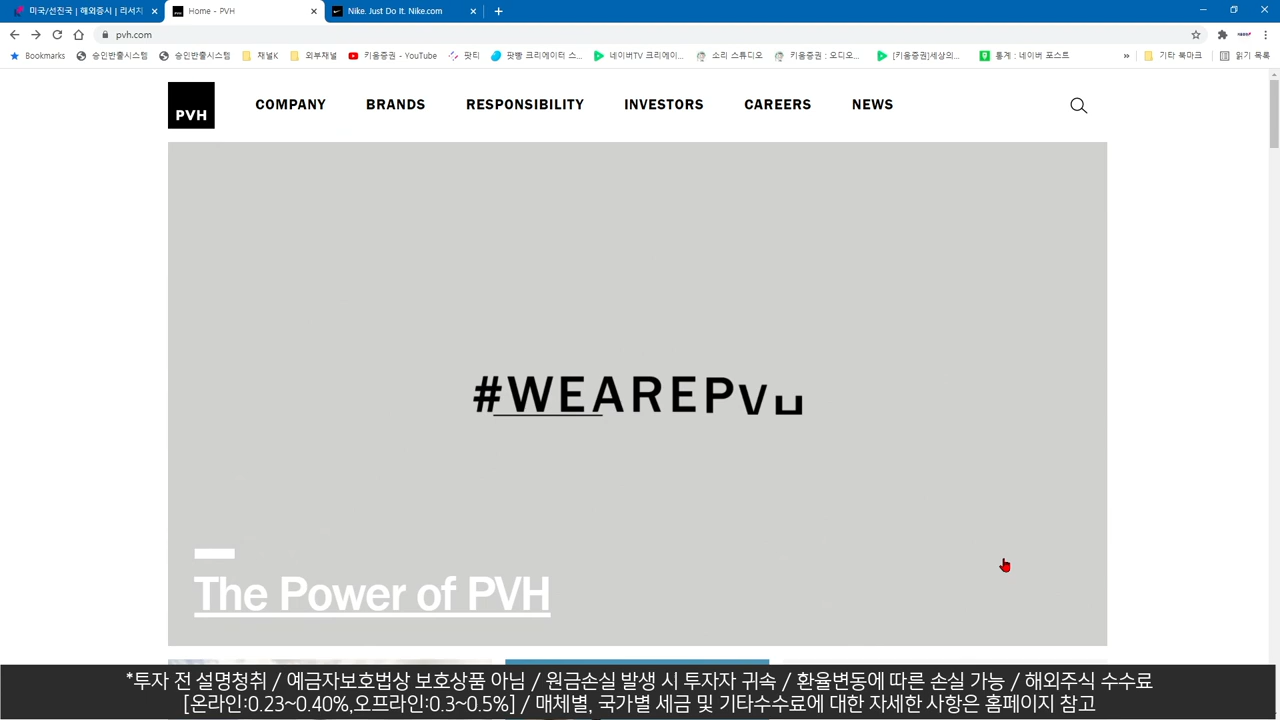 미국/선진국 | 해외증시 | 리서치
Home - PVH
Nike. Just Do It. Nike.com
pvh.com
Bookmarks
승인반출시스템
승인반출시스템
채널K
외부채널
키움증권 - YouTube
팟티
팟빵 크리에이터 스...
네이버TV 크리에이...
소리 스튜디오
키움증권 : 오디오...
[키움증권]세상의...
통계 : 네이버 포스트
»
기타 북마크
읽기 목록
PVH
COMPANY
BRANDS
RESPONSIBILITY
INVESTORS
CAREERS
NEWS
#WEAREPV
The Power of PVH
*투자 전 설명청취 / 예금자보호법상 보호상품 아님 / 원금손실 발생 시 투자자 귀속 / 환율변동에 따른 손실 가능 / 해외주식 수수료
[온라인:0.23~0.40%,오프라인:0.3~0.5%] / 매체별, 국가별 세금 및 기타수수료에 대한 자세한 사항은 홈페이지 참고